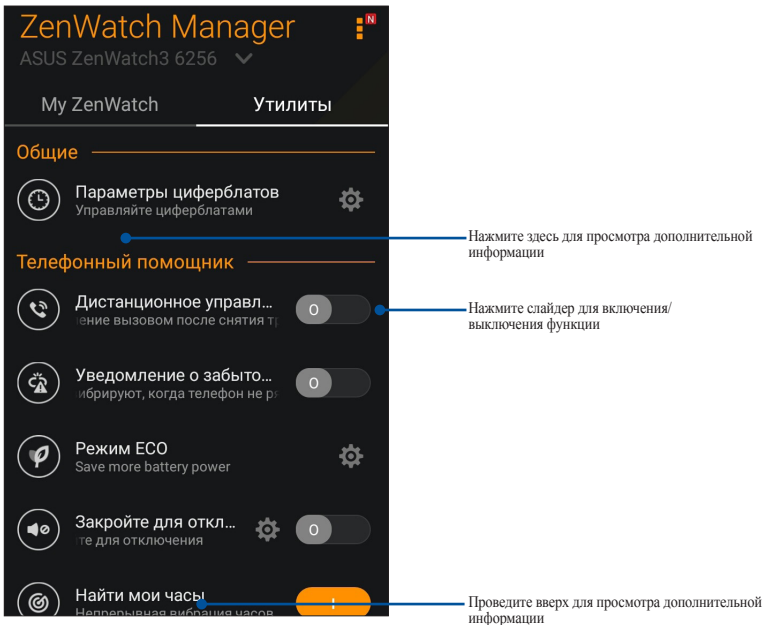 ZenWatch Manager
N
ASUS ZenWatch3 6256
My ZenWatch
Утилиты
Общие
Параметры циферблатов
Управляйте циферблатами
Нажмите здесь для просмотра дополнительной
информации
Телефонный помощник
Дистанционное управл...
ение вызовом после снятия т
Нажмите слайдер для включения/
выключения функции
Уведомление о забыто...
ибрируют, когда телефон не р
Режим ECO
Save more battery power
Закройте для откл...
те для отключения
Найти мои часы
Непрерывная вибрация часов
Проведите вверх для просмотра дополнительной
информации